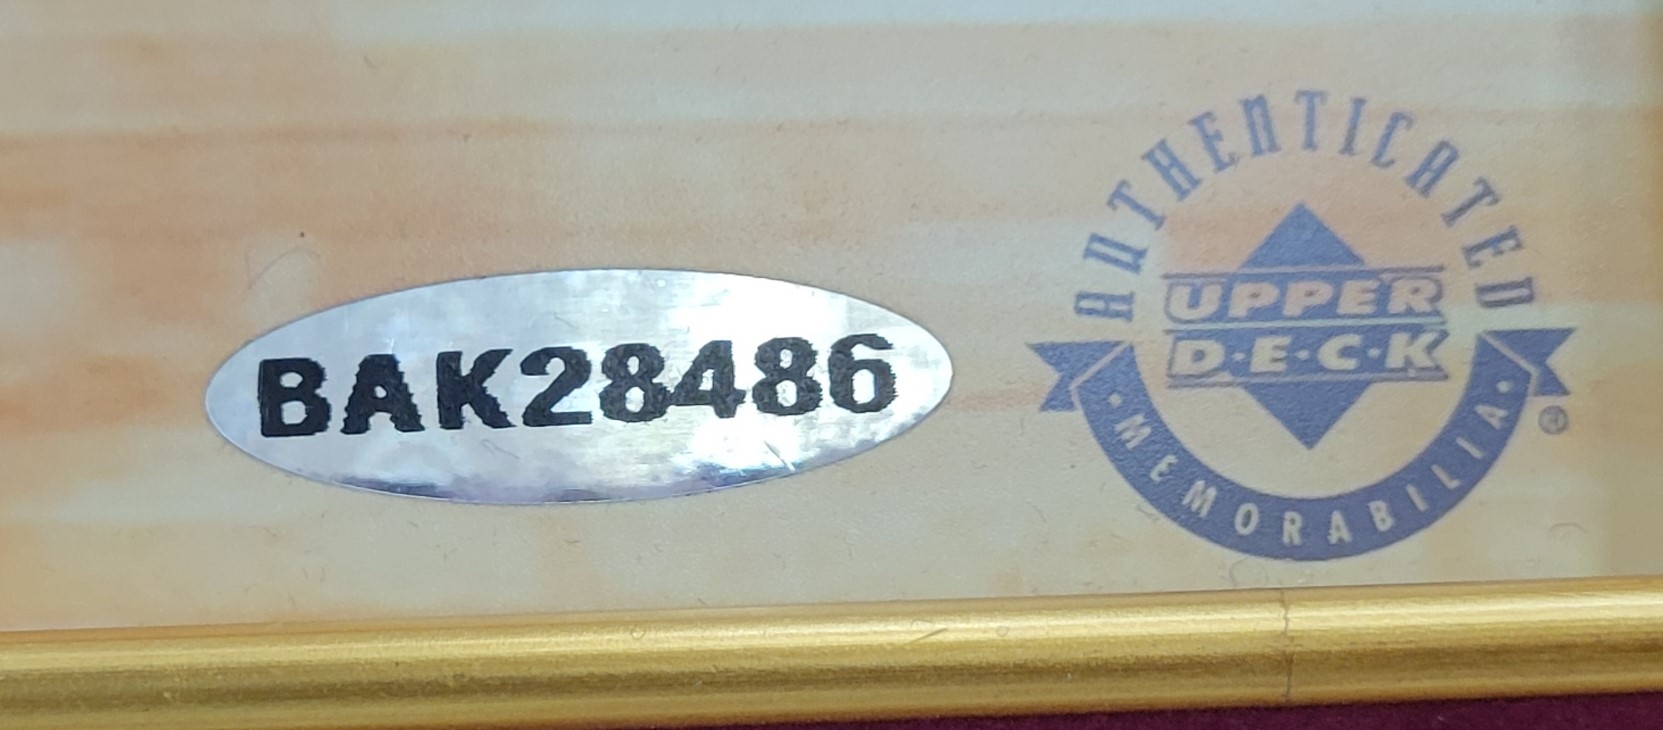 BAK28486
AUTHENTICATED
UPPER
D·E·C·K
·MEMORABILIA·
®